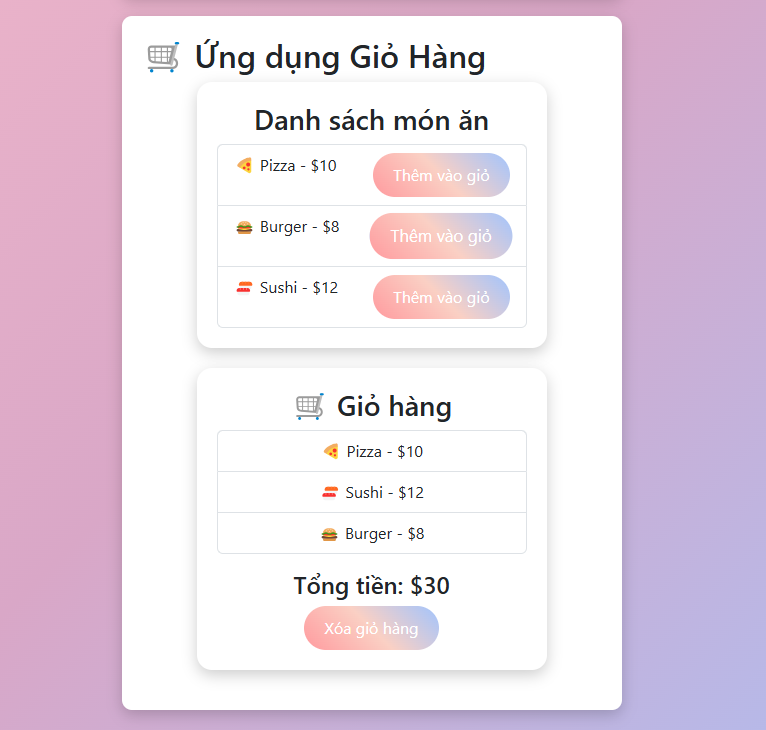 🛒 Ứng dụng Giỏ Hàng
Danh sách món ăn
🍕 Pizza - $10 Thêm vào giỏ
🍔 Burger - $8 Thêm vào giỏ
🍣 Sushi - $12 Thêm vào giỏ
🛒 Giỏ hàng
🍕 Pizza - $10
🍣 Sushi - $12
🍔 Burger - $8
Tổng tiền: $30
Xóa giỏ hàng